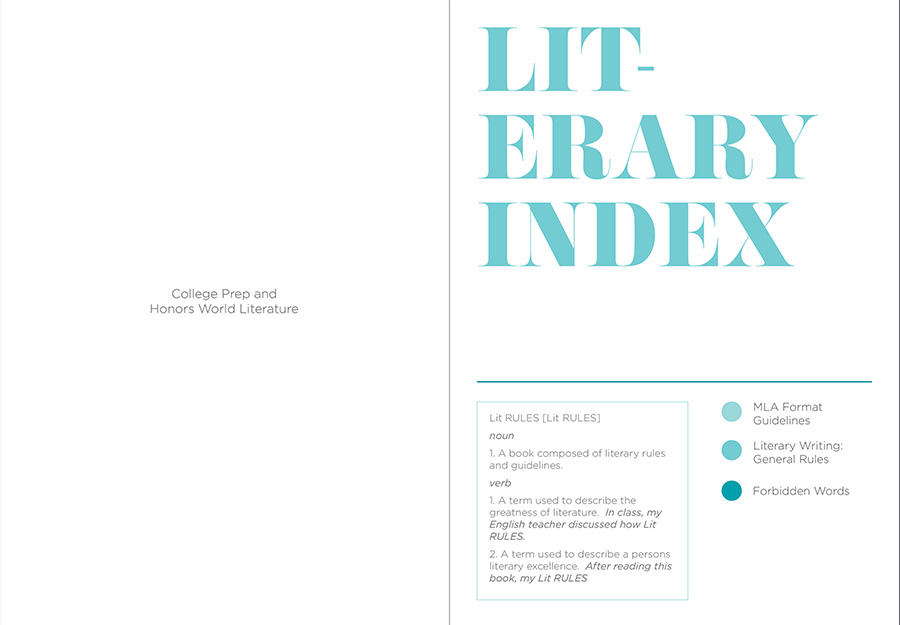 College Prep and
Honors World Literature
LIT-
ERARY
INDEX
Lit RULES [Lit RULES]
noun
1. A book composed of literary rules
and guidelines.
verb
1. A term used to describe the
greatness of literature.  In class, my
English teacher discussed how Lit
RULES.
2. A term used to describe a persons
literary excellence.  After reading this
book, my Lit RULES
MLA Format
Guidelines
Literary Writing:
General Rules
Forbidden Words